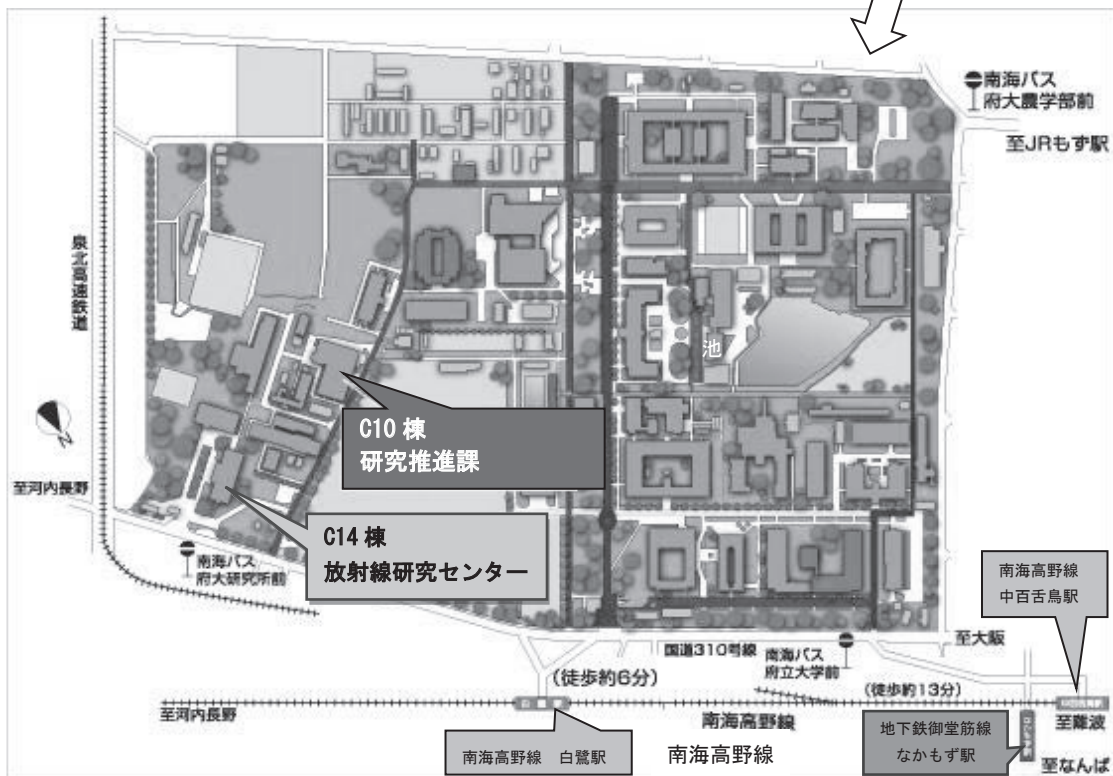 南海バス
府大農学部前
至JRもず駅
泉北高速鉄道
池
C10 棟
研究推進課
N
至河内長野
C14 棟
放射線研究センター
南海バス
府大研究所前
南海高野線
中百舌鳥駅
至大阪
国道310号線
南海バス
府立大学前
(徒歩約6分)
(徒歩約13分)
至河内長野
白鷺駅
南海高野線
至難波
南海高野線 白鷺駅
南海高野線
地下鉄御堂筋線
なかもず駅
至なんば